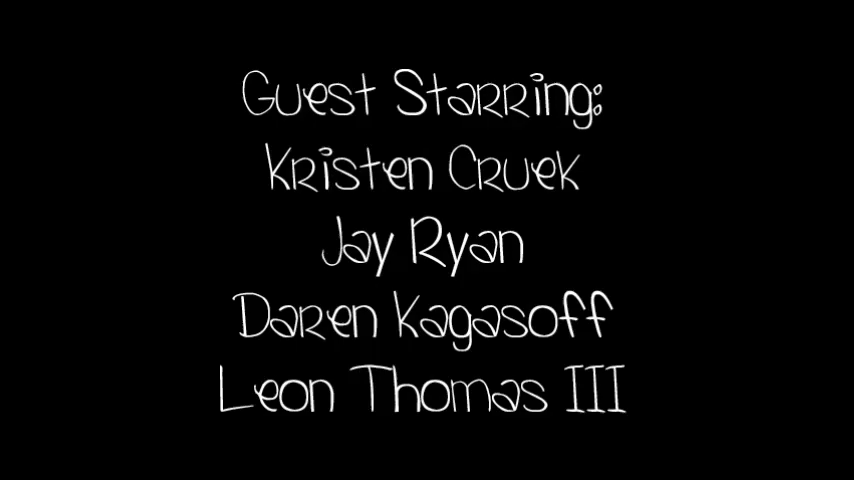 Guest Starring:
Kristen Cruek
Jay Ryan
Daren Kagasoff
Leon Thomas III